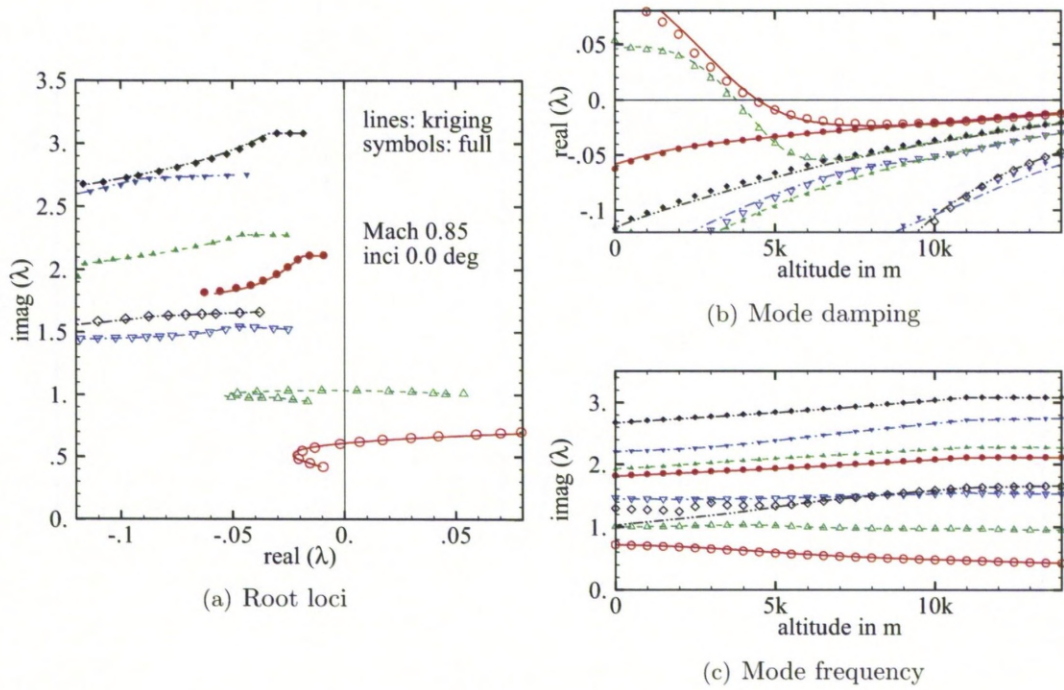 3.5
3.0
2.5
2.0
1.5
1.
.5
0.
imag (λ)
lines: kriging
symbols: full
Mach 0.85
inci 0.0 deg
-.1
-.05
0.
.05
real (λ)
(a) Root loci
.05
0.
-.05
-.1
real (λ)
0
5k
10k
altitude in m
(b) Mode damping
3.
2.
1.
0.
imag (λ)
0
5k
10k
altitude in m
(c) Mode frequency